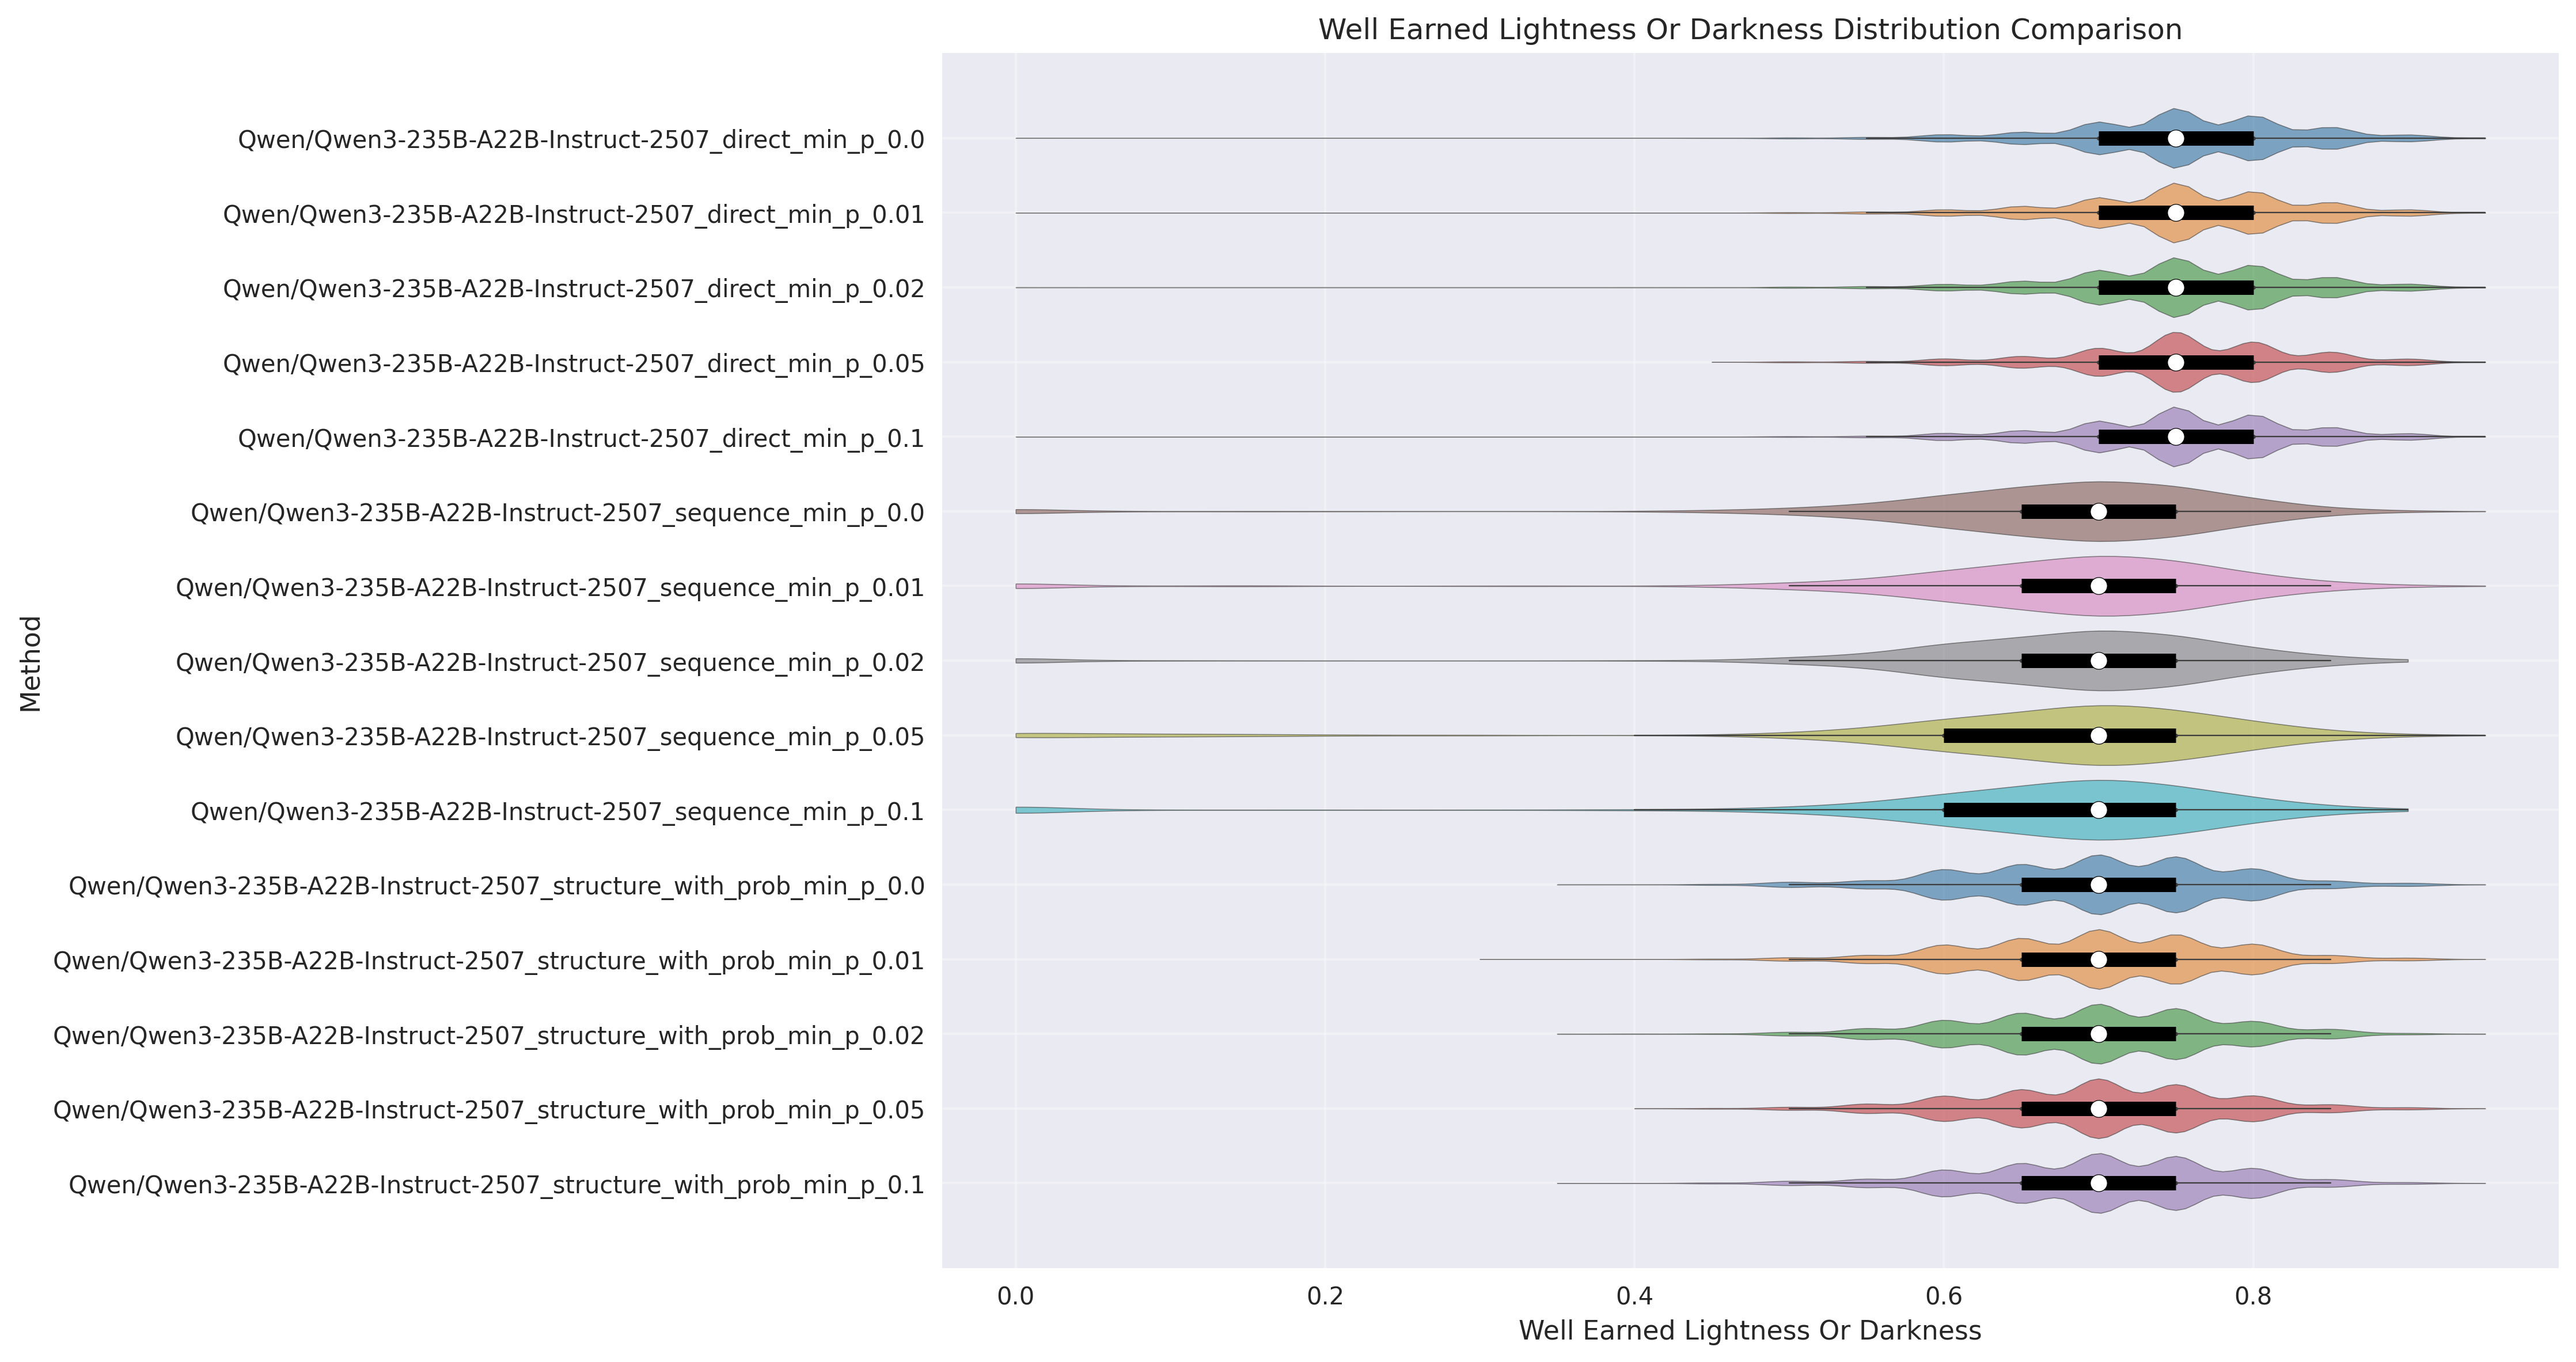 Well Earned Lightness Or Darkness Distribution Comparison
Method
Qwen/Qwen3-235B-A22B-Instruct-2507_direct_min_p_0.0
Qwen/Qwen3-235B-A22B-Instruct-2507_direct_min_p_0.01
Qwen/Qwen3-235B-A22B-Instruct-2507_direct_min_p_0.02
Qwen/Qwen3-235B-A22B-Instruct-2507_direct_min_p_0.05
Qwen/Qwen3-235B-A22B-Instruct-2507_direct_min_p_0.1
Qwen/Qwen3-235B-A22B-Instruct-2507_sequence_min_p_0.0
Qwen/Qwen3-235B-A22B-Instruct-2507_sequence_min_p_0.01
Qwen/Qwen3-235B-A22B-Instruct-2507_sequence_min_p_0.02
Qwen/Qwen3-235B-A22B-Instruct-2507_sequence_min_p_0.05
Qwen/Qwen3-235B-A22B-Instruct-2507_sequence_min_p_0.1
Qwen/Qwen3-235B-A22B-Instruct-2507_structure_with_prob_min_p_0.0
Qwen/Qwen3-235B-A22B-Instruct-2507_structure_with_prob_min_p_0.01
Qwen/Qwen3-235B-A22B-Instruct-2507_structure_with_prob_min_p_0.02
Qwen/Qwen3-235B-A22B-Instruct-2507_structure_with_prob_min_p_0.05
Qwen/Qwen3-235B-A22B-Instruct-2507_structure_with_prob_min_p_0.1
0.0 0.2 0.4 0.6 0.8
Well Earned Lightness Or Darkness